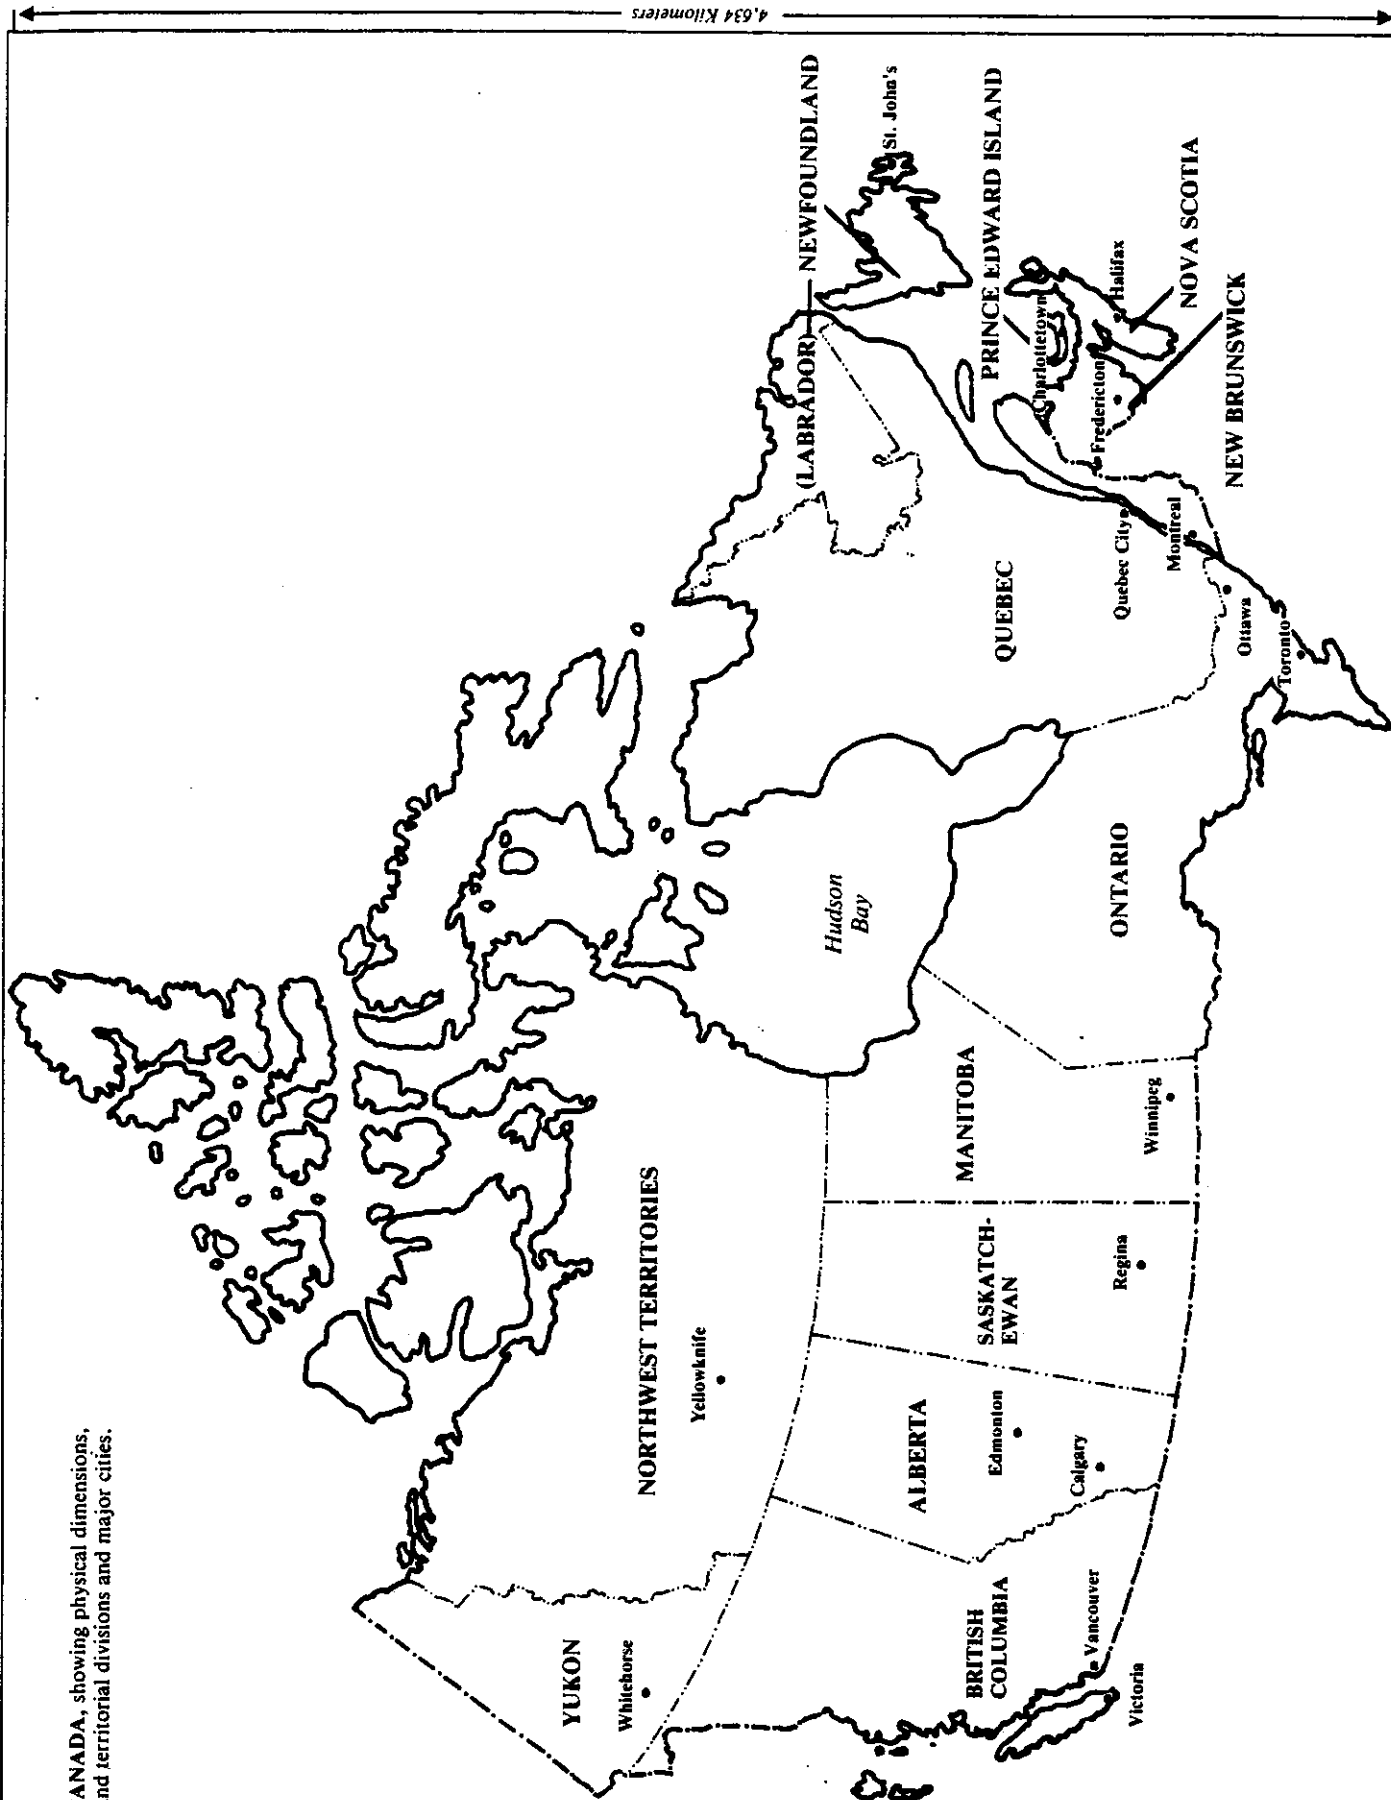 ANADA, showing physical dimensions,
nd territorial divisions and major cities.
4,634 Kilometers
YUKON
Whitehorse
NORTHWEST TERRITORIES
Yellowknife
BRITISH
COLUMBIA
Vancouver
Victoria
ALBERTA
Edmonton
Calgary
SASKATCH-
EWAN
Regina
MANITOBA
Winnipeg
Hudson
Bay
ONTARIO
Ottawa
Toronto
QUEBEC
Quebec City
Montreal
(LABRADOR)
NEWFOUNDLAND
St. John's
PRINCE EDWARD ISLAND
Charlottetown
Fredericton
Halifax
NOVA SCOTIA
NEW BRUNSWICK